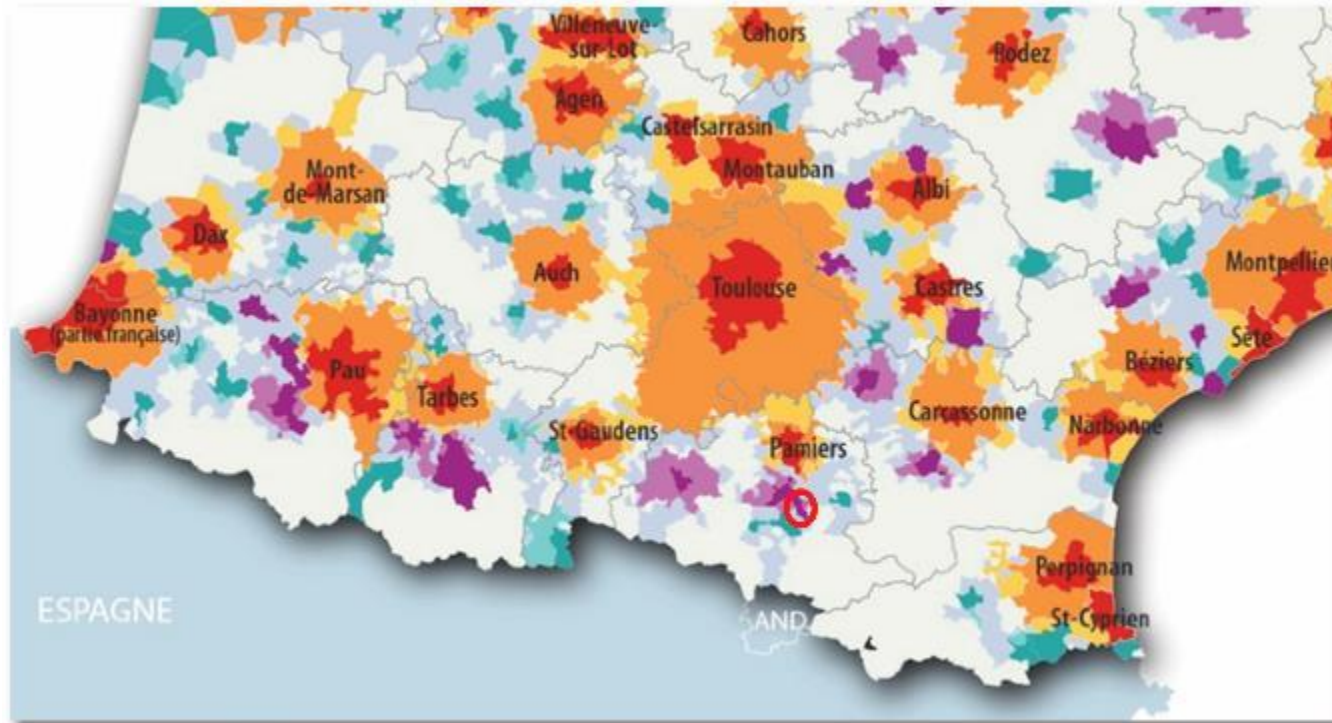 Villeneuve-
sur-Lot
Cahors
Rodez
Agen
Castelsarrasin
Montauban
Mont-
de-Marsan
Albi
Dax
Auch
Toulouse
Castres
Montpellier
Bayonne
(partie française)
Sète
Pau
Béziers
Tarbes
St-Gaudens
Carcassonne
Narbonne
Pamiers
Perpignan
ESPAGNE
AND.
St-Cyprien